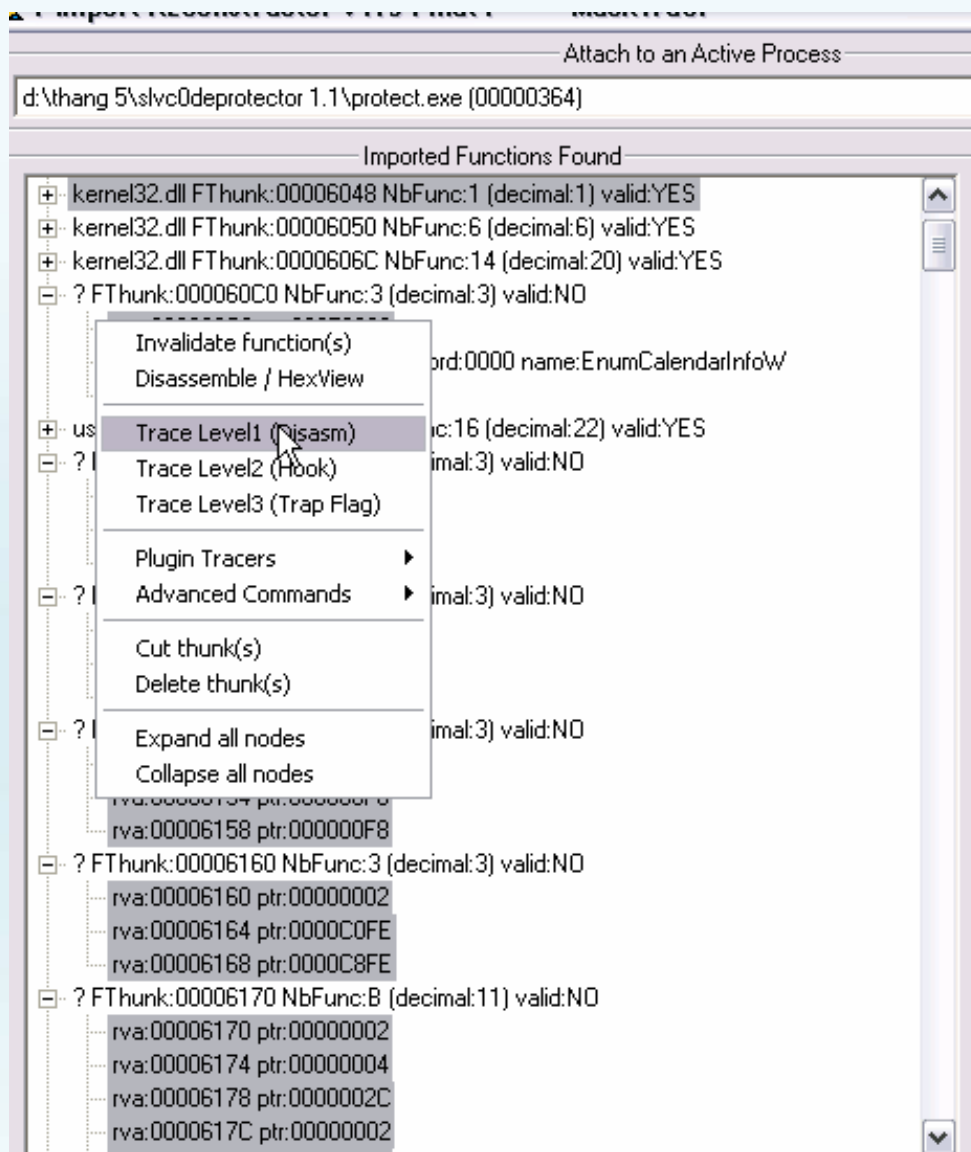 Attach to an Active Process
d:\thang 5\slvc0deprotector 1.1\protect.exe (00000364)
Imported Functions Found
kernel32.dll FThunk:00006048 NbFunc:1 (decimal:1) valid:YES
kernel32.dll FThunk:00006050 NbFunc:6 (decimal:6) valid:YES
kernel32.dll FThunk:0000606C NbFunc:14 (decimal:20) valid:YES
? FThunk:000060C0 NbFunc:3 (decimal:3) valid:NO
Invalidate function(s)
ord:0000 name:EnumCalendarInfoW
Disassemble / HexView
Trace Level1 (Disasm)
us
c:16 (decimal:22) valid:YES
Trace Level2 (Hook)
?
imal:3) valid:NO
Trace Level3 (Trap Flag)
Plugin Tracers
Advanced Commands
?
imal:3) valid:NO
Cut thunk(s)
Delete thunk(s)
Expand all nodes
?
imal:3) valid:NO
Collapse all nodes
rva:00006158 ptr:000000F8
? FThunk:00006160 NbFunc:3 (decimal:3) valid:NO
rva:00006160 ptr:00000002
rva:00006164 ptr:0000C0FE
rva:00006168 ptr:0000C8FE
? FThunk:00006170 NbFunc:B (decimal:11) valid:NO
rva:00006170 ptr:00000002
rva:00006174 ptr:00000004
rva:00006178 ptr:0000002C
rva:0000617C ptr:00000002